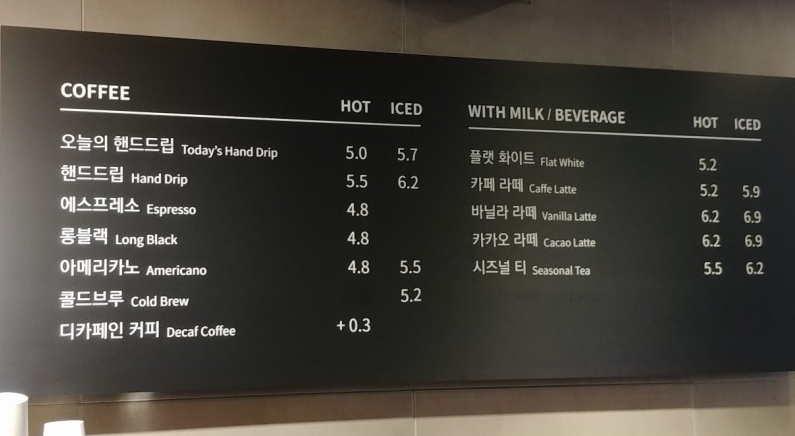 COFFEE HOT ICED
오늘의 핸드드립 Today's Hand Drip 5.0 5.7
핸드드립 Hand Drip 5.5 6.2
에스프레소 Espresso 4.8
롱블랙 Long Black 4.8
아메리카노 Americano 4.8 5.5
콜드브루 Cold Brew 5.2
디카페인 커피 Decaf Coffee + 0.3
WITH MILK / BEVERAGE HOT ICED
플랫 화이트 Flat White 5.2
카페 라떼 Caffe Latte 5.2 5.9
바닐라 라떼 Vanilla Latte 6.2 6.9
카카오 라떼 Cacao Latte 6.2 6.9
시즈널 티 Seasonal Tea 5.5 6.2